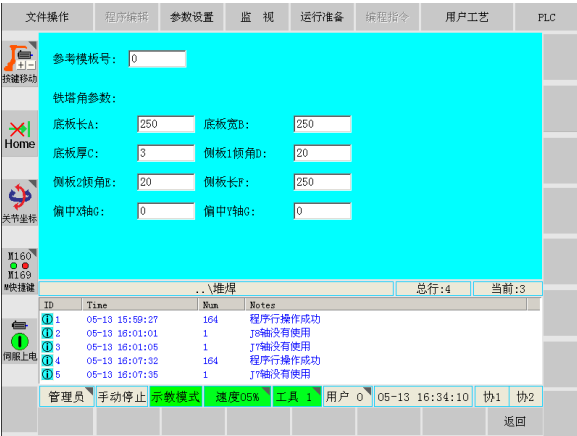 文件操作 程序编辑 参数设置 监 视 运行准备 编程指令 用户工艺 PLC
参考模板号: 0
按键移动
铁塔角参数:
底板长A: 250 底板宽B: 250
Home
底板厚C: 3 侧板1倾角D: 20
侧板2倾角E: 20 侧板长F: 250
关节坐标
偏中X轴G: 0 偏中Y轴G: 0
M160
M169
M快捷键
..\堆焊 总行:4 当前:3
ID Time Num Notes
1 05-13 15:59:27 164 程序行操作成功
2 05-13 16:01:01 1 J8轴没有使用
3 05-13 16:01:05 1 J7轴没有使用
伺服上电
4 05-13 16:07:32 164 程序行操作成功
5 05-13 16:07:35 1 J7轴没有使用
管理员 手动停止 示教模式 速度05% 工具 1 用户 0 05-13 16:34:10 协1 协2
返回